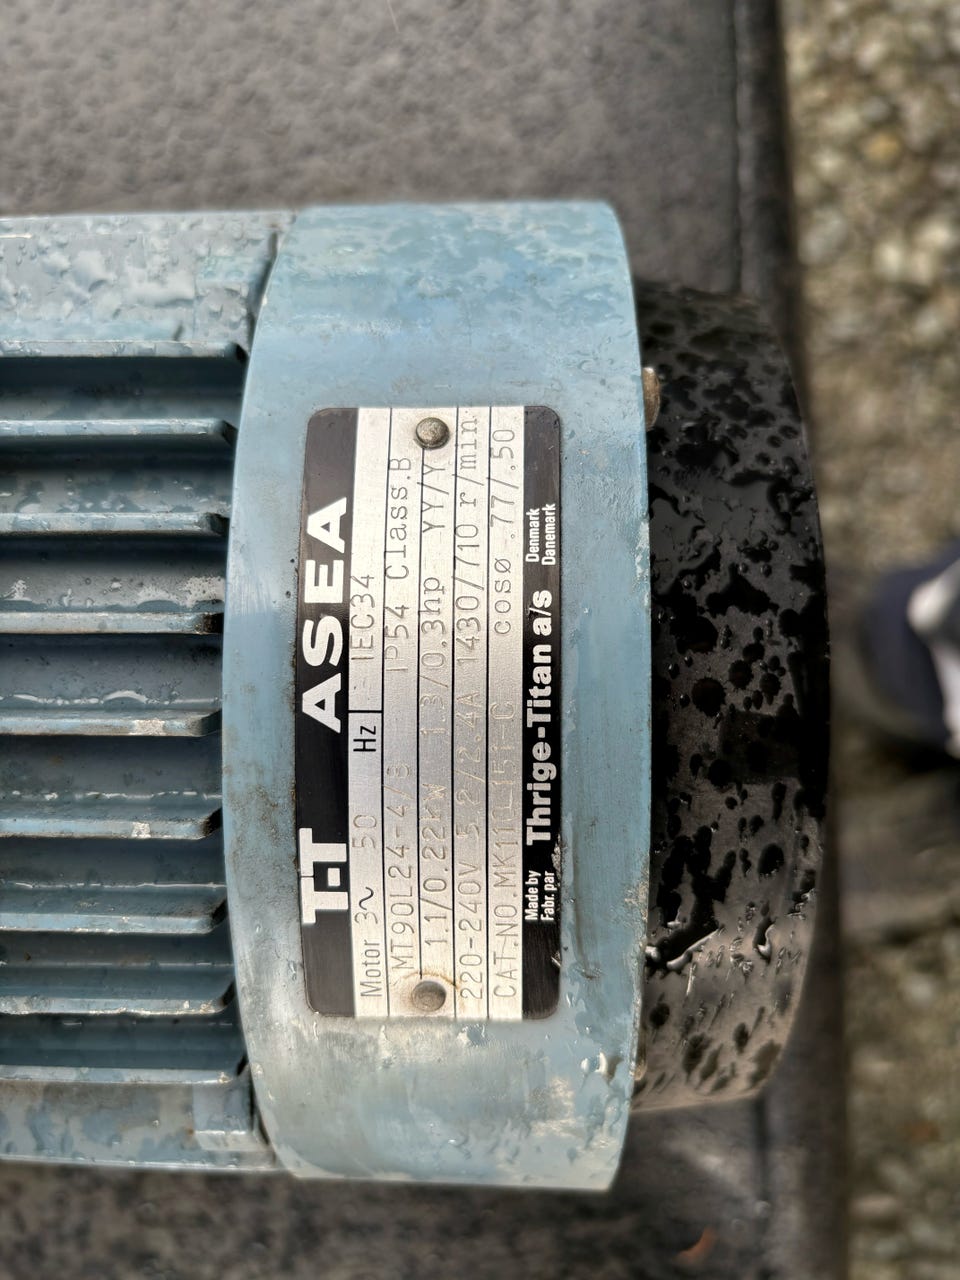 TT ASEA
Motor 3~ 50 Hz IEC34
MT90L24-4/8 IP54 Class.B
1.1/0.22KW 1.3/0.3hp YY/Y
220-240V 5.2/2.4A 1430/710 r/min
CAT.NO.MK110151-C cosø .77/.50
Made by
Fabr. par
Thrige-Titan a/s
Denmark
Danemark